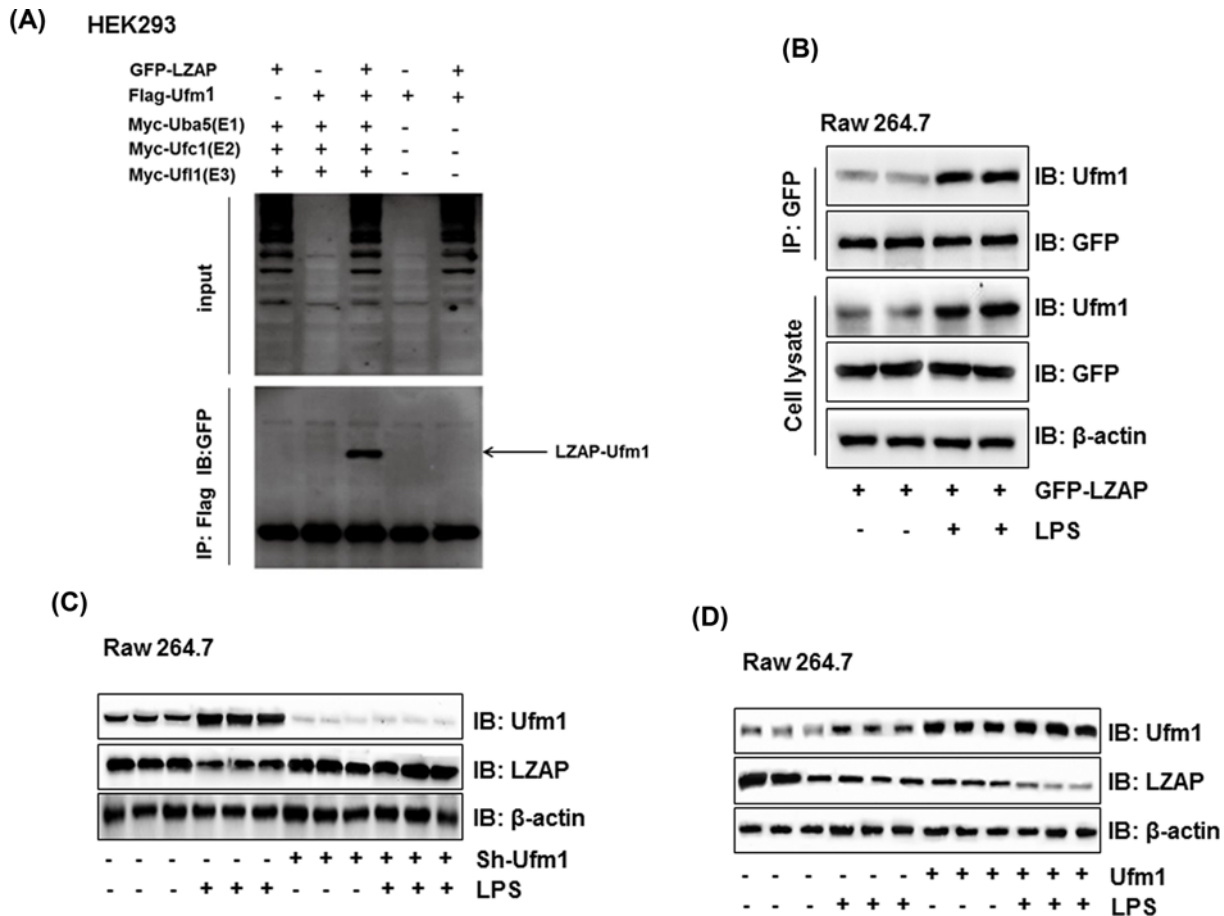 (A) HEK293
GFP-LZAP + - + - +
Flag-Ufm1 - + + + +
Myc-Uba5(E1) + + + - -
Myc-Ufc1(E2) + + + - -
Myc-Ufl1(E3) + + + - -
input
IP: Flag IB:GFP
LZAP-Ufm1
(B)
Raw 264.7
IP: GFP
IB: Ufm1
IB: GFP
Cell lysate
IB: Ufm1
IB: GFP
IB: β-actin
+ + + + GFP-LZAP
- - + + LPS
(C)
Raw 264.7
IB: Ufm1
IB: LZAP
IB: β-actin
- - - - - - + + + + + + Sh-Ufm1
- - - + + + - - - + + + LPS
(D)
Raw 264.7
IB: Ufm1
IB: LZAP
IB: β-actin
- - - - - - + + + + + + Ufm1
- - - + + + - - - + + + LPS